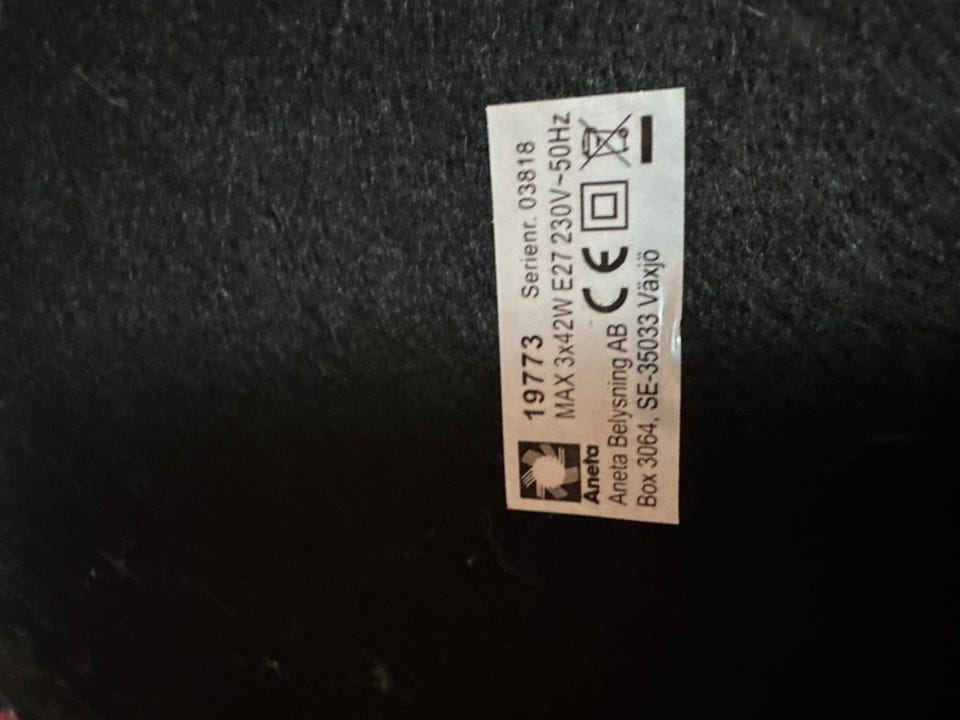 19773 Serienr. 03818
MAX 3x42W E27 230V~50Hz
Aneta
Aneta Belysning AB CE
Box 3064, SE-35033 Växjö